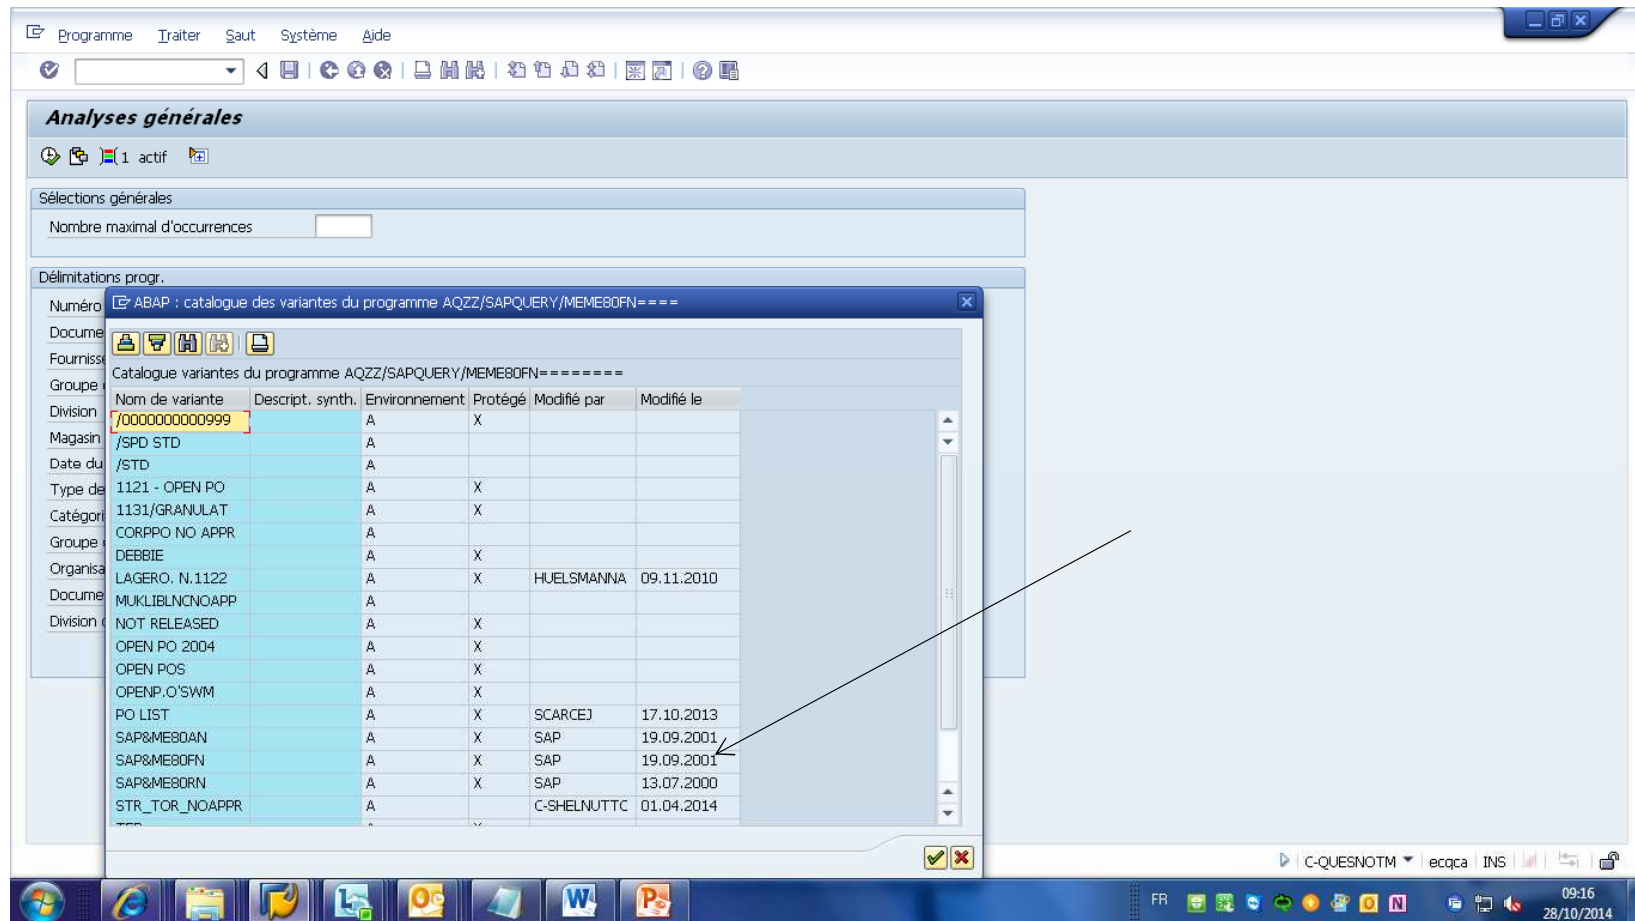 Programme Traiter Saut Système Aide
Analyses générales
1 actif
Sélections générales
Nombre maximal d'occurrences
Délimitations progr.
Numéro
Docume
Fournisse
Groupe
Division
Magasin
Date du
Type de
Catégori
Groupe
Organisa
Docume
Division
ABAP : catalogue des variantes du programme AQZZ/SAPQUERY/MEME80FN====
Catalogue variantes du programme AQZZ/SAPQUERY/MEME80FN========
Nom de variante Descript. synth. Environnement Protégé Modifié par Modifié le
/0000000000999 A X
/SPD STD A
/STD A
1121 - OPEN PO A X
1131/GRANULAT A X
CORPPO NO APPR A
DEBBIE A X
LAGERO. N.1122 A X HUELSMANNA 09.11.2010
MUKLIBLNCNOAPP A
NOT RELEASED A X
OPEN PO 2004 A X
OPEN POS A X
OPENP.O'SWM A X
PO LIST A X SCARCEJ 17.10.2013
SAP&ME80AN A X SAP 19.09.2001
SAP&ME80FN A X SAP 19.09.2001
SAP&ME80RN A X SAP 13.07.2000
STR_TOR_NOAPPR A C-SHELNUTTC 01.04.2014
C-QUESNOTM ecqca INS
FR
09:16
28/10/2014